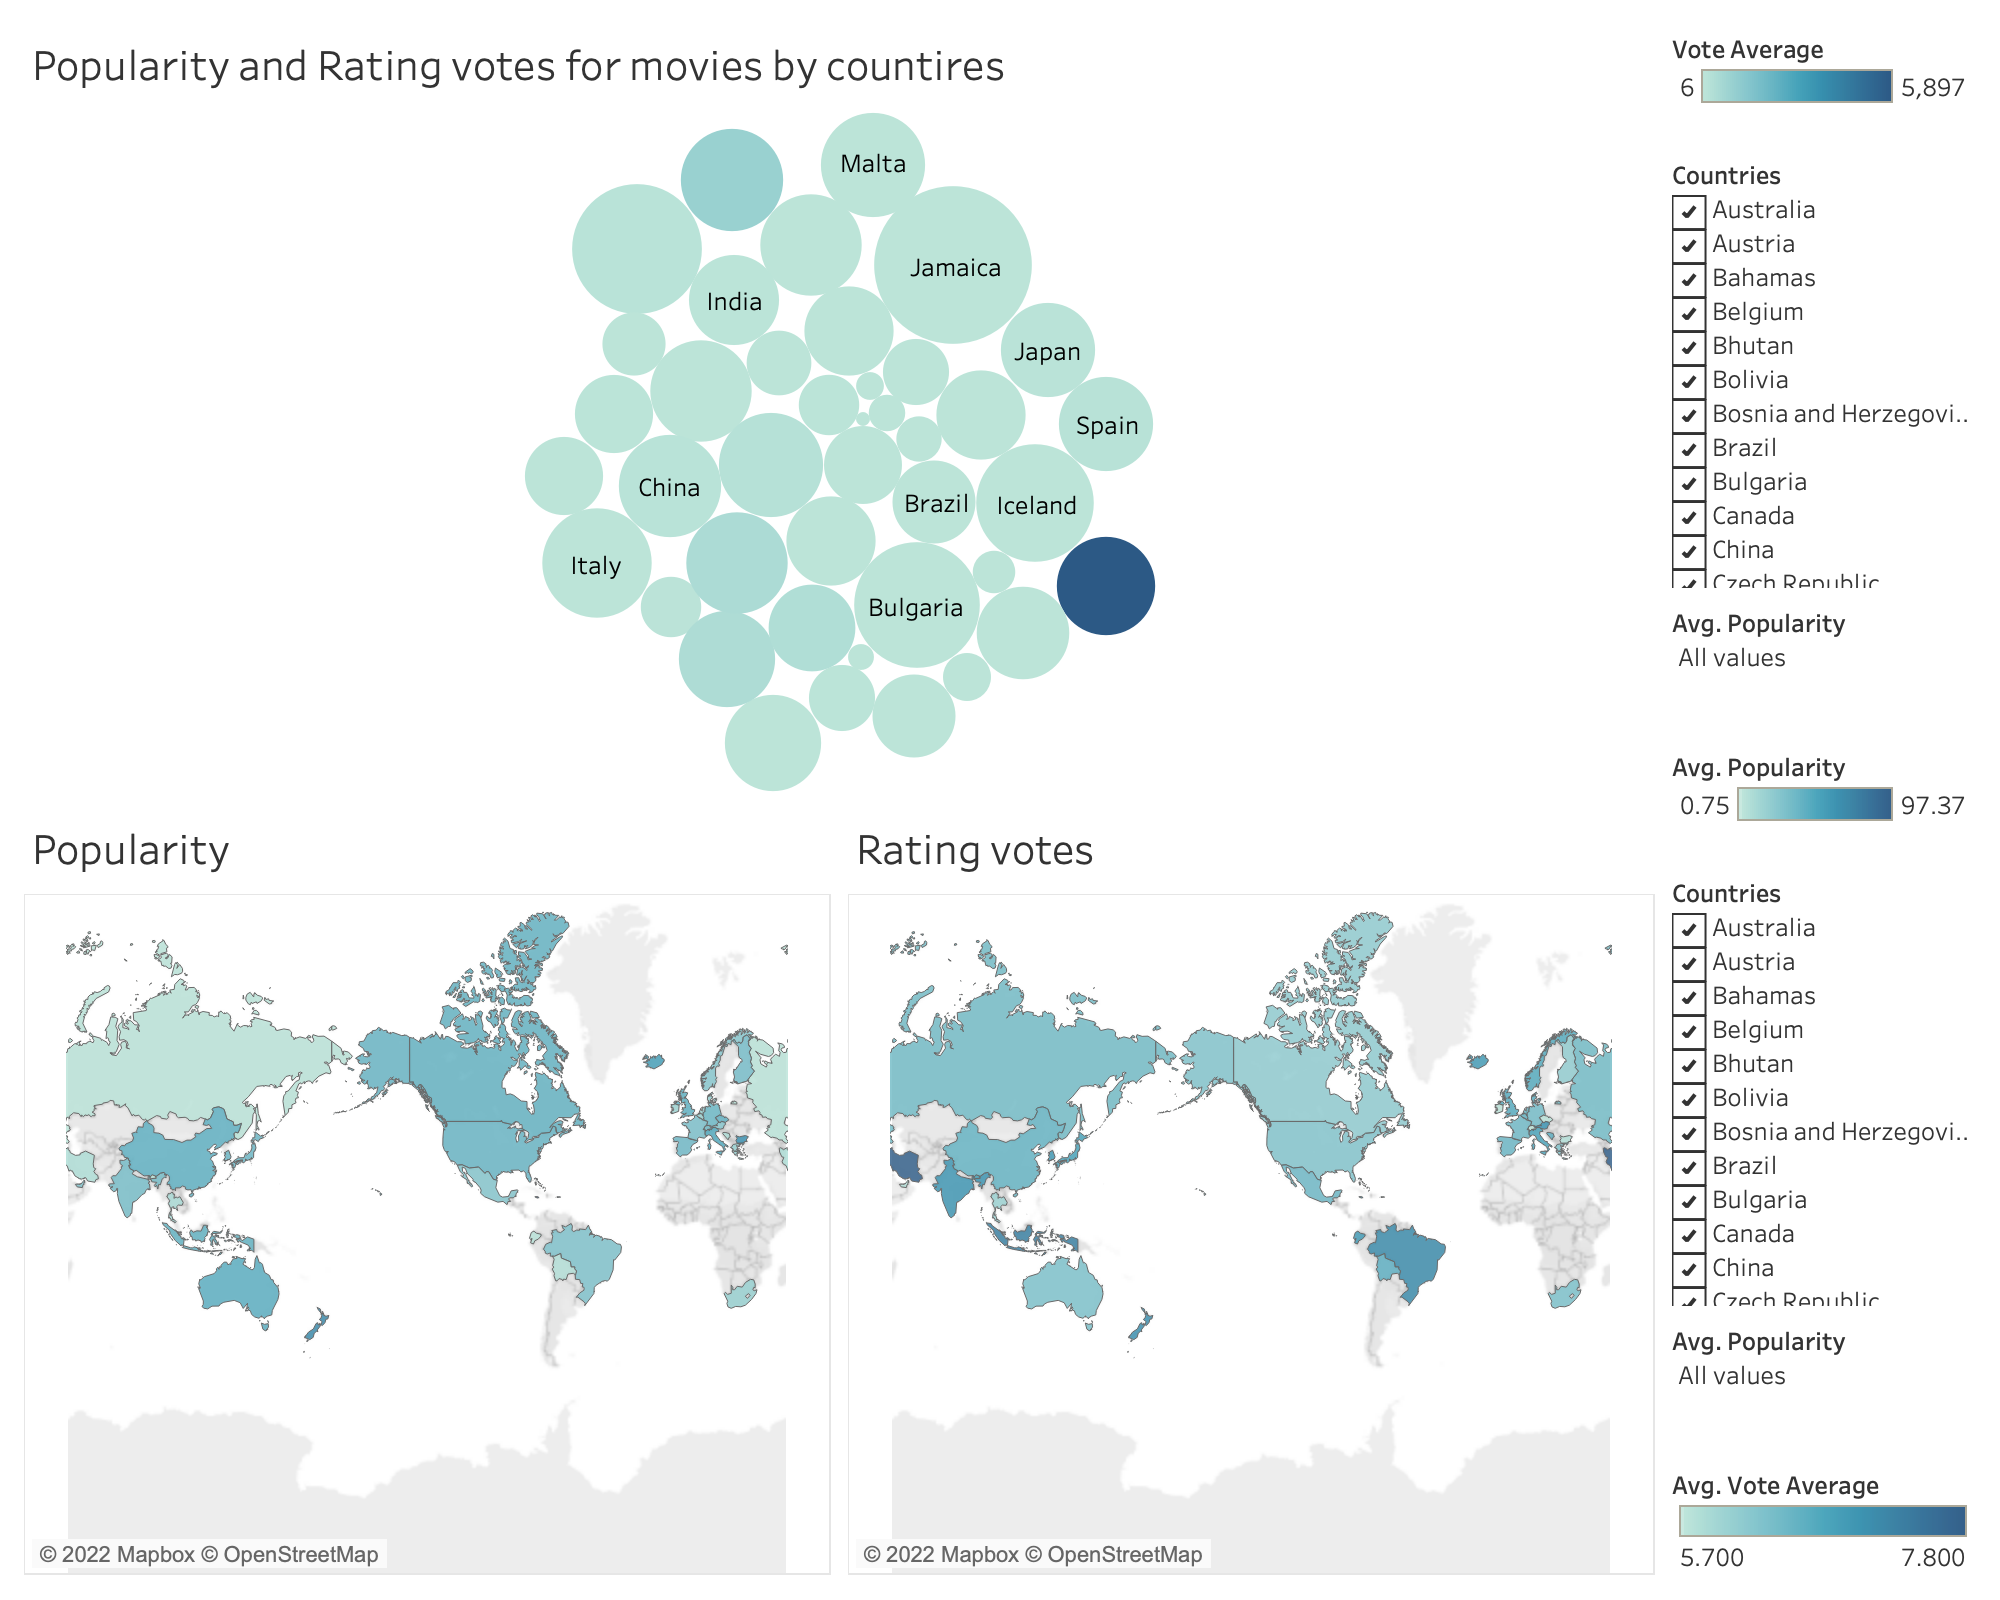 Popularity and Rating votes for movies by countires
Malta
Jamaica
India
Japan
Spain
China
Brazil
Iceland
Italy
Bulgaria
Vote Average
6
5,897
Countries
Australia
Austria
Bahamas
Belgium
Bhutan
Bolivia
Bosnia and Herzegovi..
Brazil
Bulgaria
Canada
China
Czech Republic
Avg. Popularity
All values
Avg. Popularity
0.75
97.37
Popularity
© 2022 Mapbox © OpenStreetMap
Rating votes
© 2022 Mapbox © OpenStreetMap
Countries
Australia
Austria
Bahamas
Belgium
Bhutan
Bolivia
Bosnia and Herzegovi..
Brazil
Bulgaria
Canada
China
Czech Republic
Avg. Popularity
All values
Avg. Vote Average
5.700
7.800